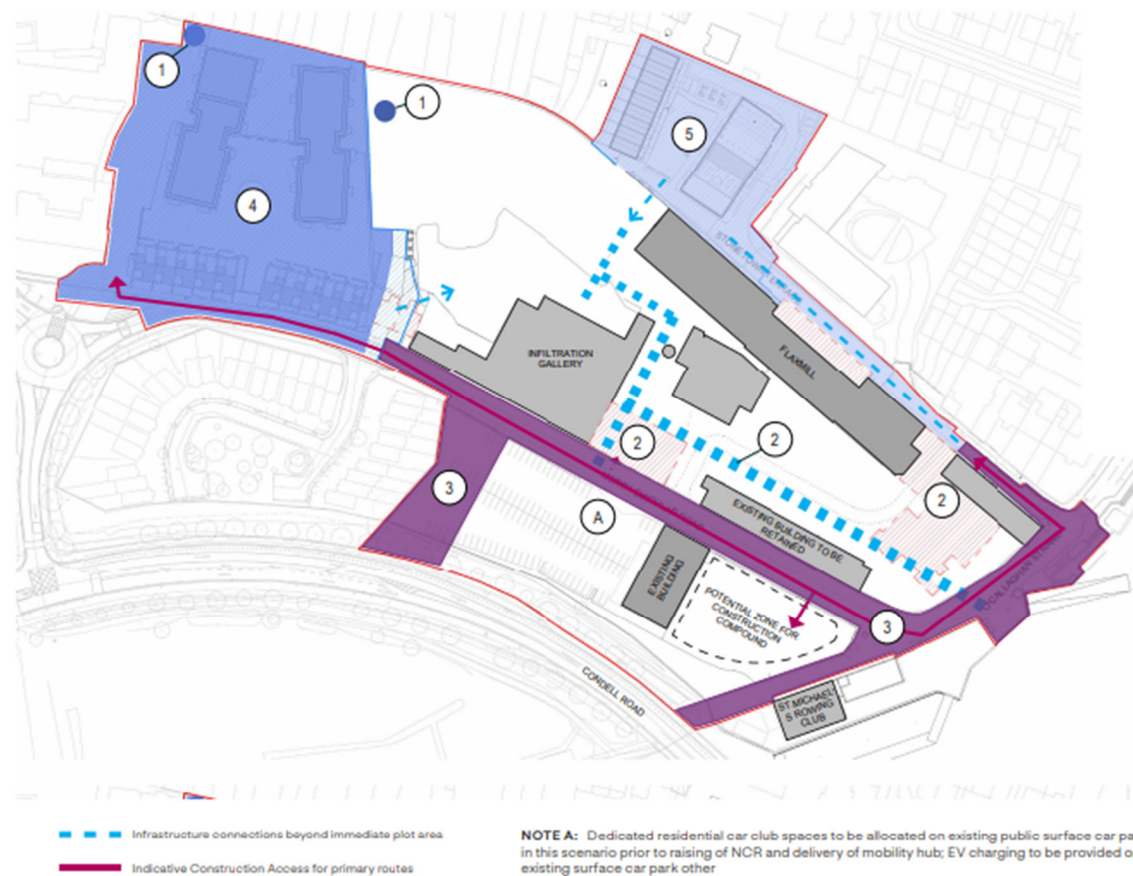 1
1
5
4
STONETOWN TERRACE
INFILTRATION
GALLERY
FLAXMILL
2
2
2
3
A
EXISTING BUILDING TO BE
RETAINED
EXISTING
BUILDING
POTENTIAL ZONE FOR
CONSTRUCTION
COMPOUND
O'CALLAGHAN STRAND
3
CONDELL ROAD
ST MICHAEL'
S ROWING
CLUB
Infrastructure connections beyond immediate plot area
Indicative Construction Access for primary routes
NOTE A: Dedicated residential car club spaces to be allocated on existing public surface car pa
in this scenario prior to raising of NCR and delivery of mobility hub; EV charging to be provided o
existing surface car park other